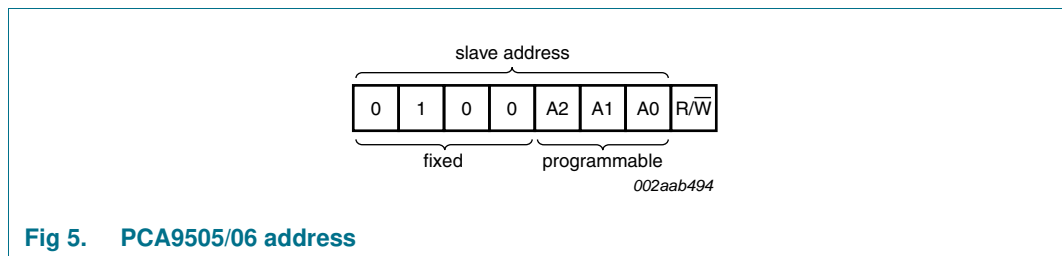 slave address
0 1 0 0 A2 A1 A0 R/W̅
fixed programmable
002aab494
Fig 5. PCA9505/06 address